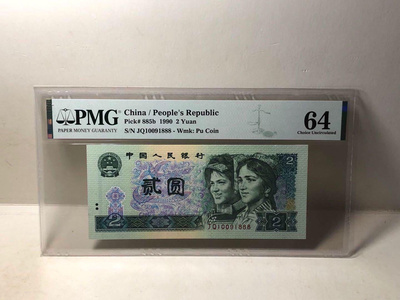 PMG
PAPER MONEY GUARANTY
China / People's Republic
Pick# 885b 1990 2 Yuan
S/N JQ10091888 - Wmk: Pu Coin
64
Choice Uncirculated
中国人民银行
2
贰圆
2
JQ10091888